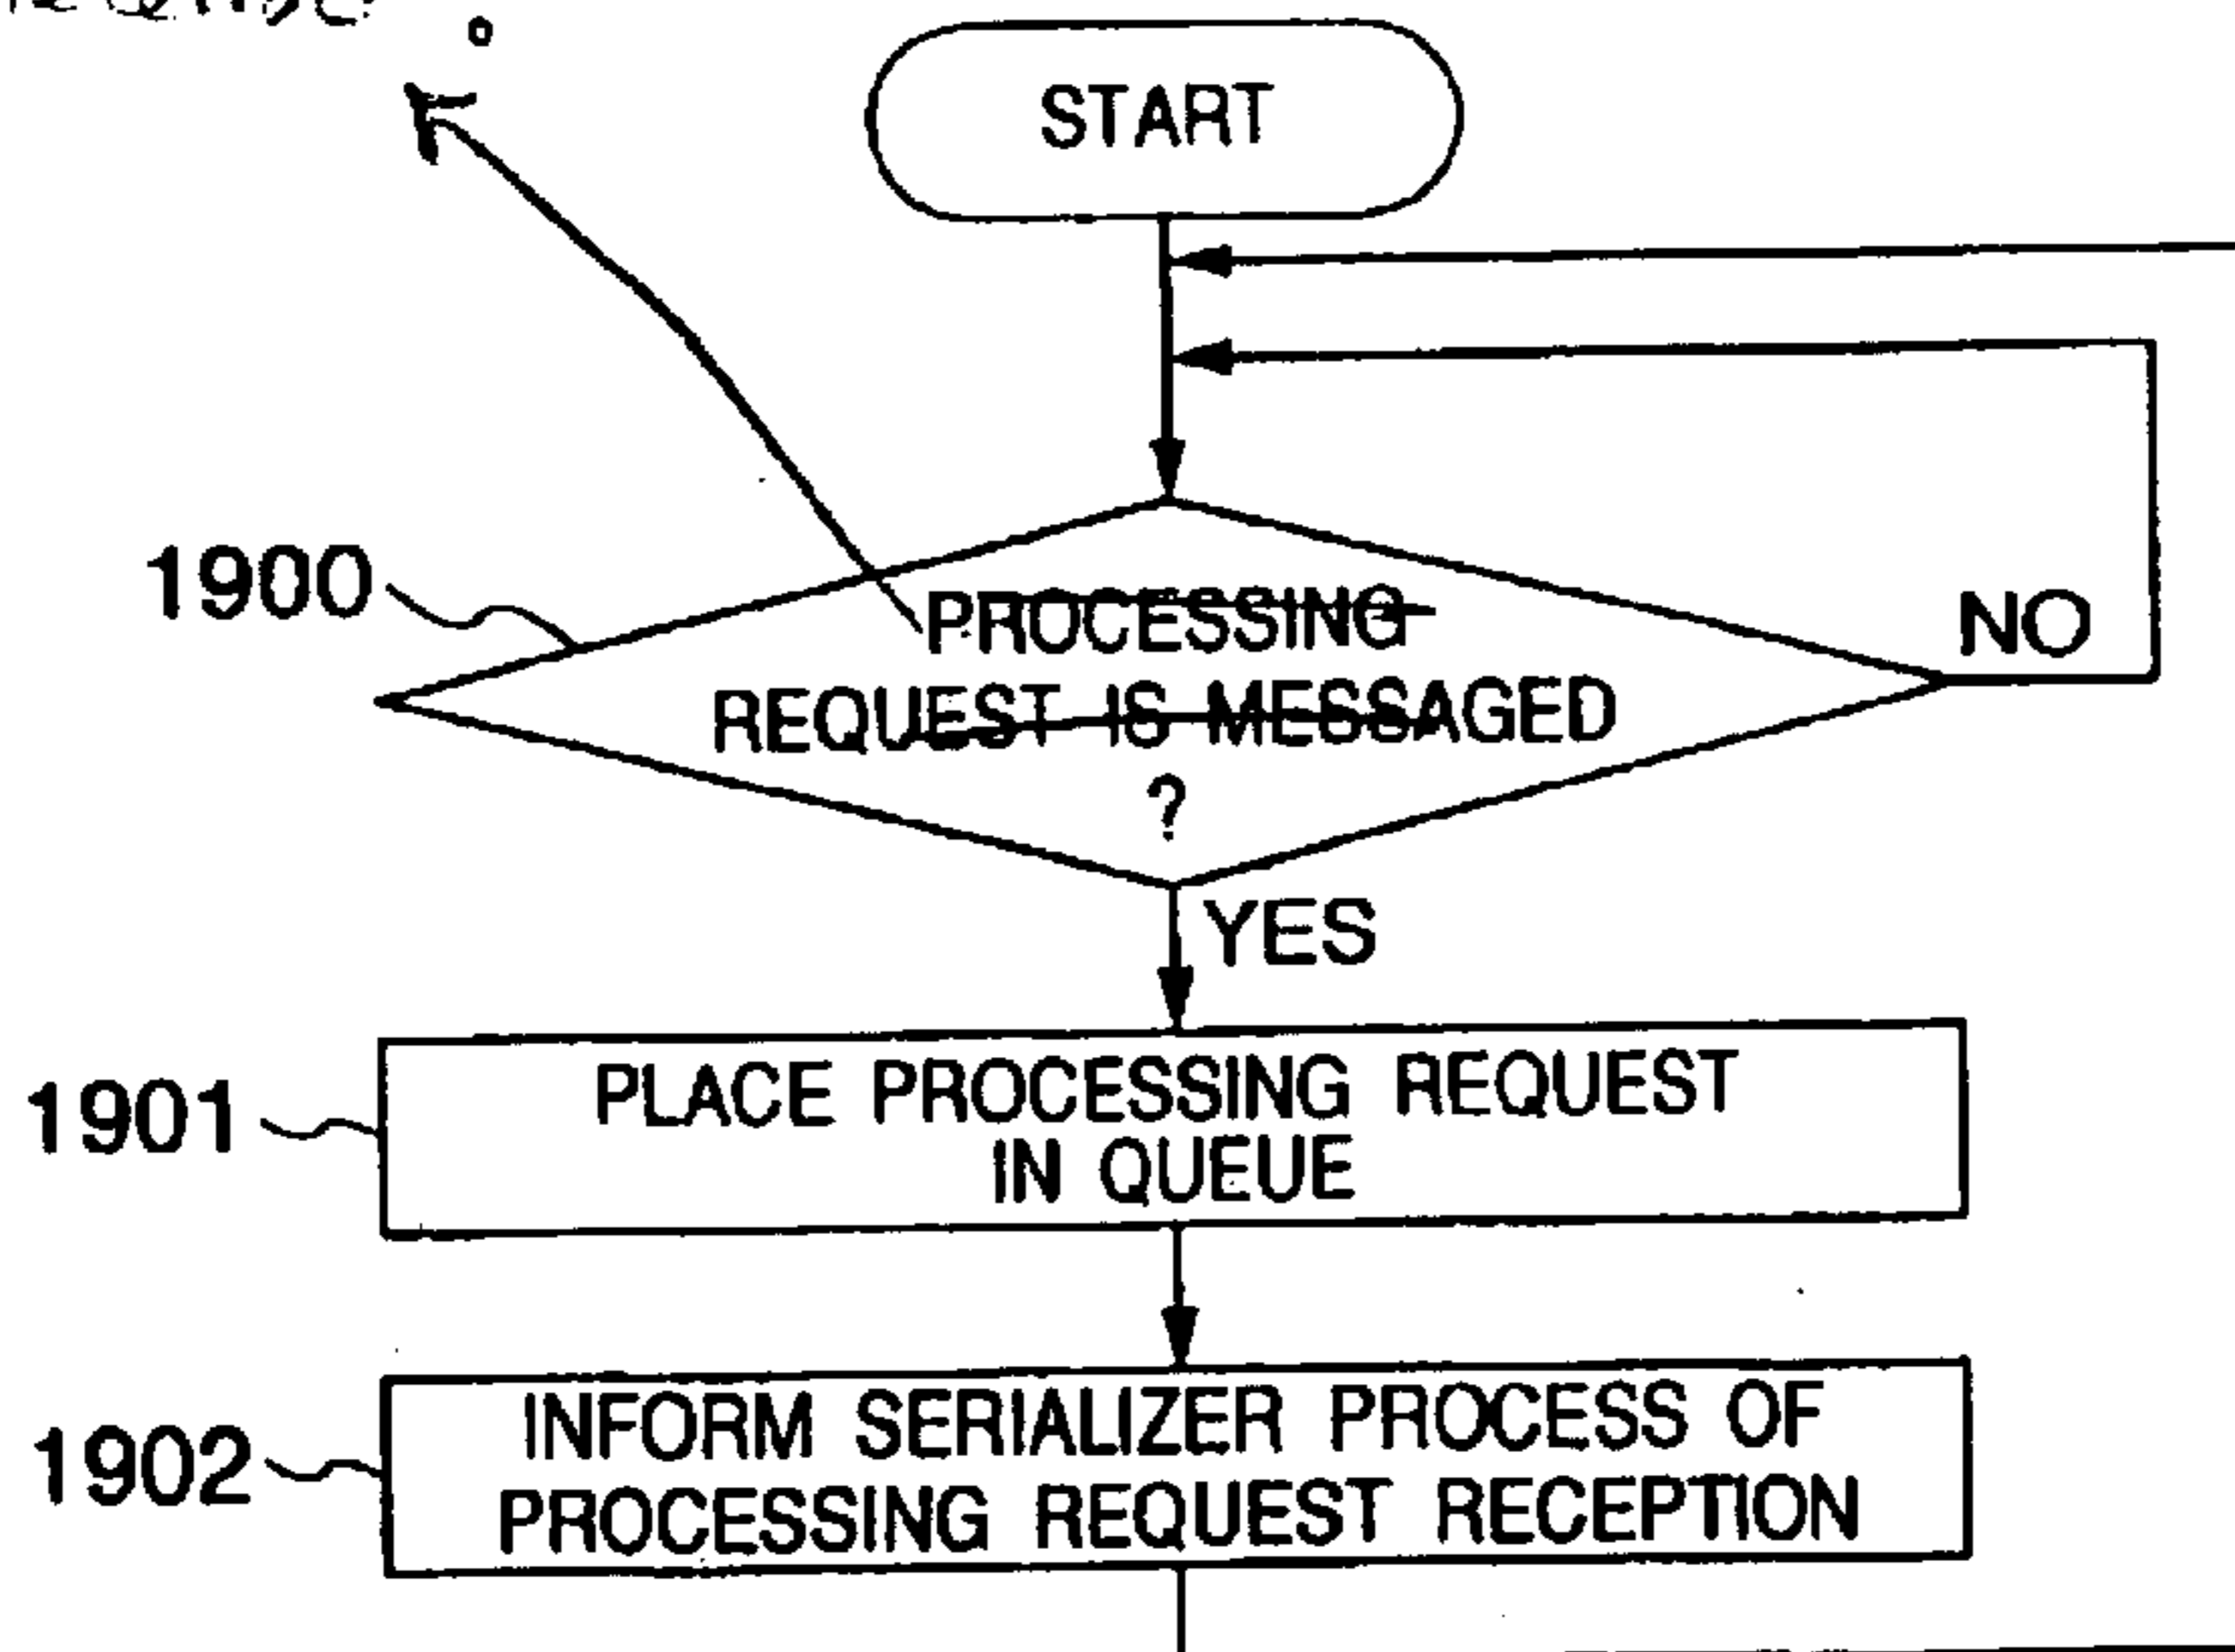 START
1900
PROCESSING
REQUEST IS MESSAGED
?
NO
YES
1901
PLACE PROCESSING REQUEST
IN QUEUE
1902
INFORM SERIALIZER PROCESS OF
PROCESSING REQUEST RECEPTION